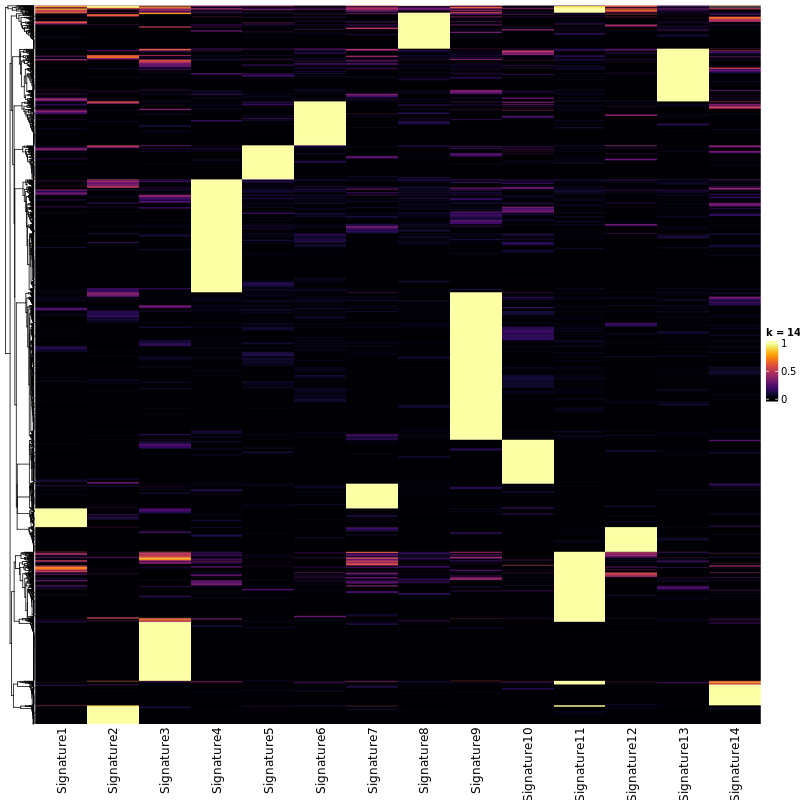 k = 14
1
0.5
0
Signature1
Signature2
Signature3
Signature4
Signature5
Signature6
Signature7
Signature8
Signature9
Signature10
Signature11
Signature12
Signature13
Signature14